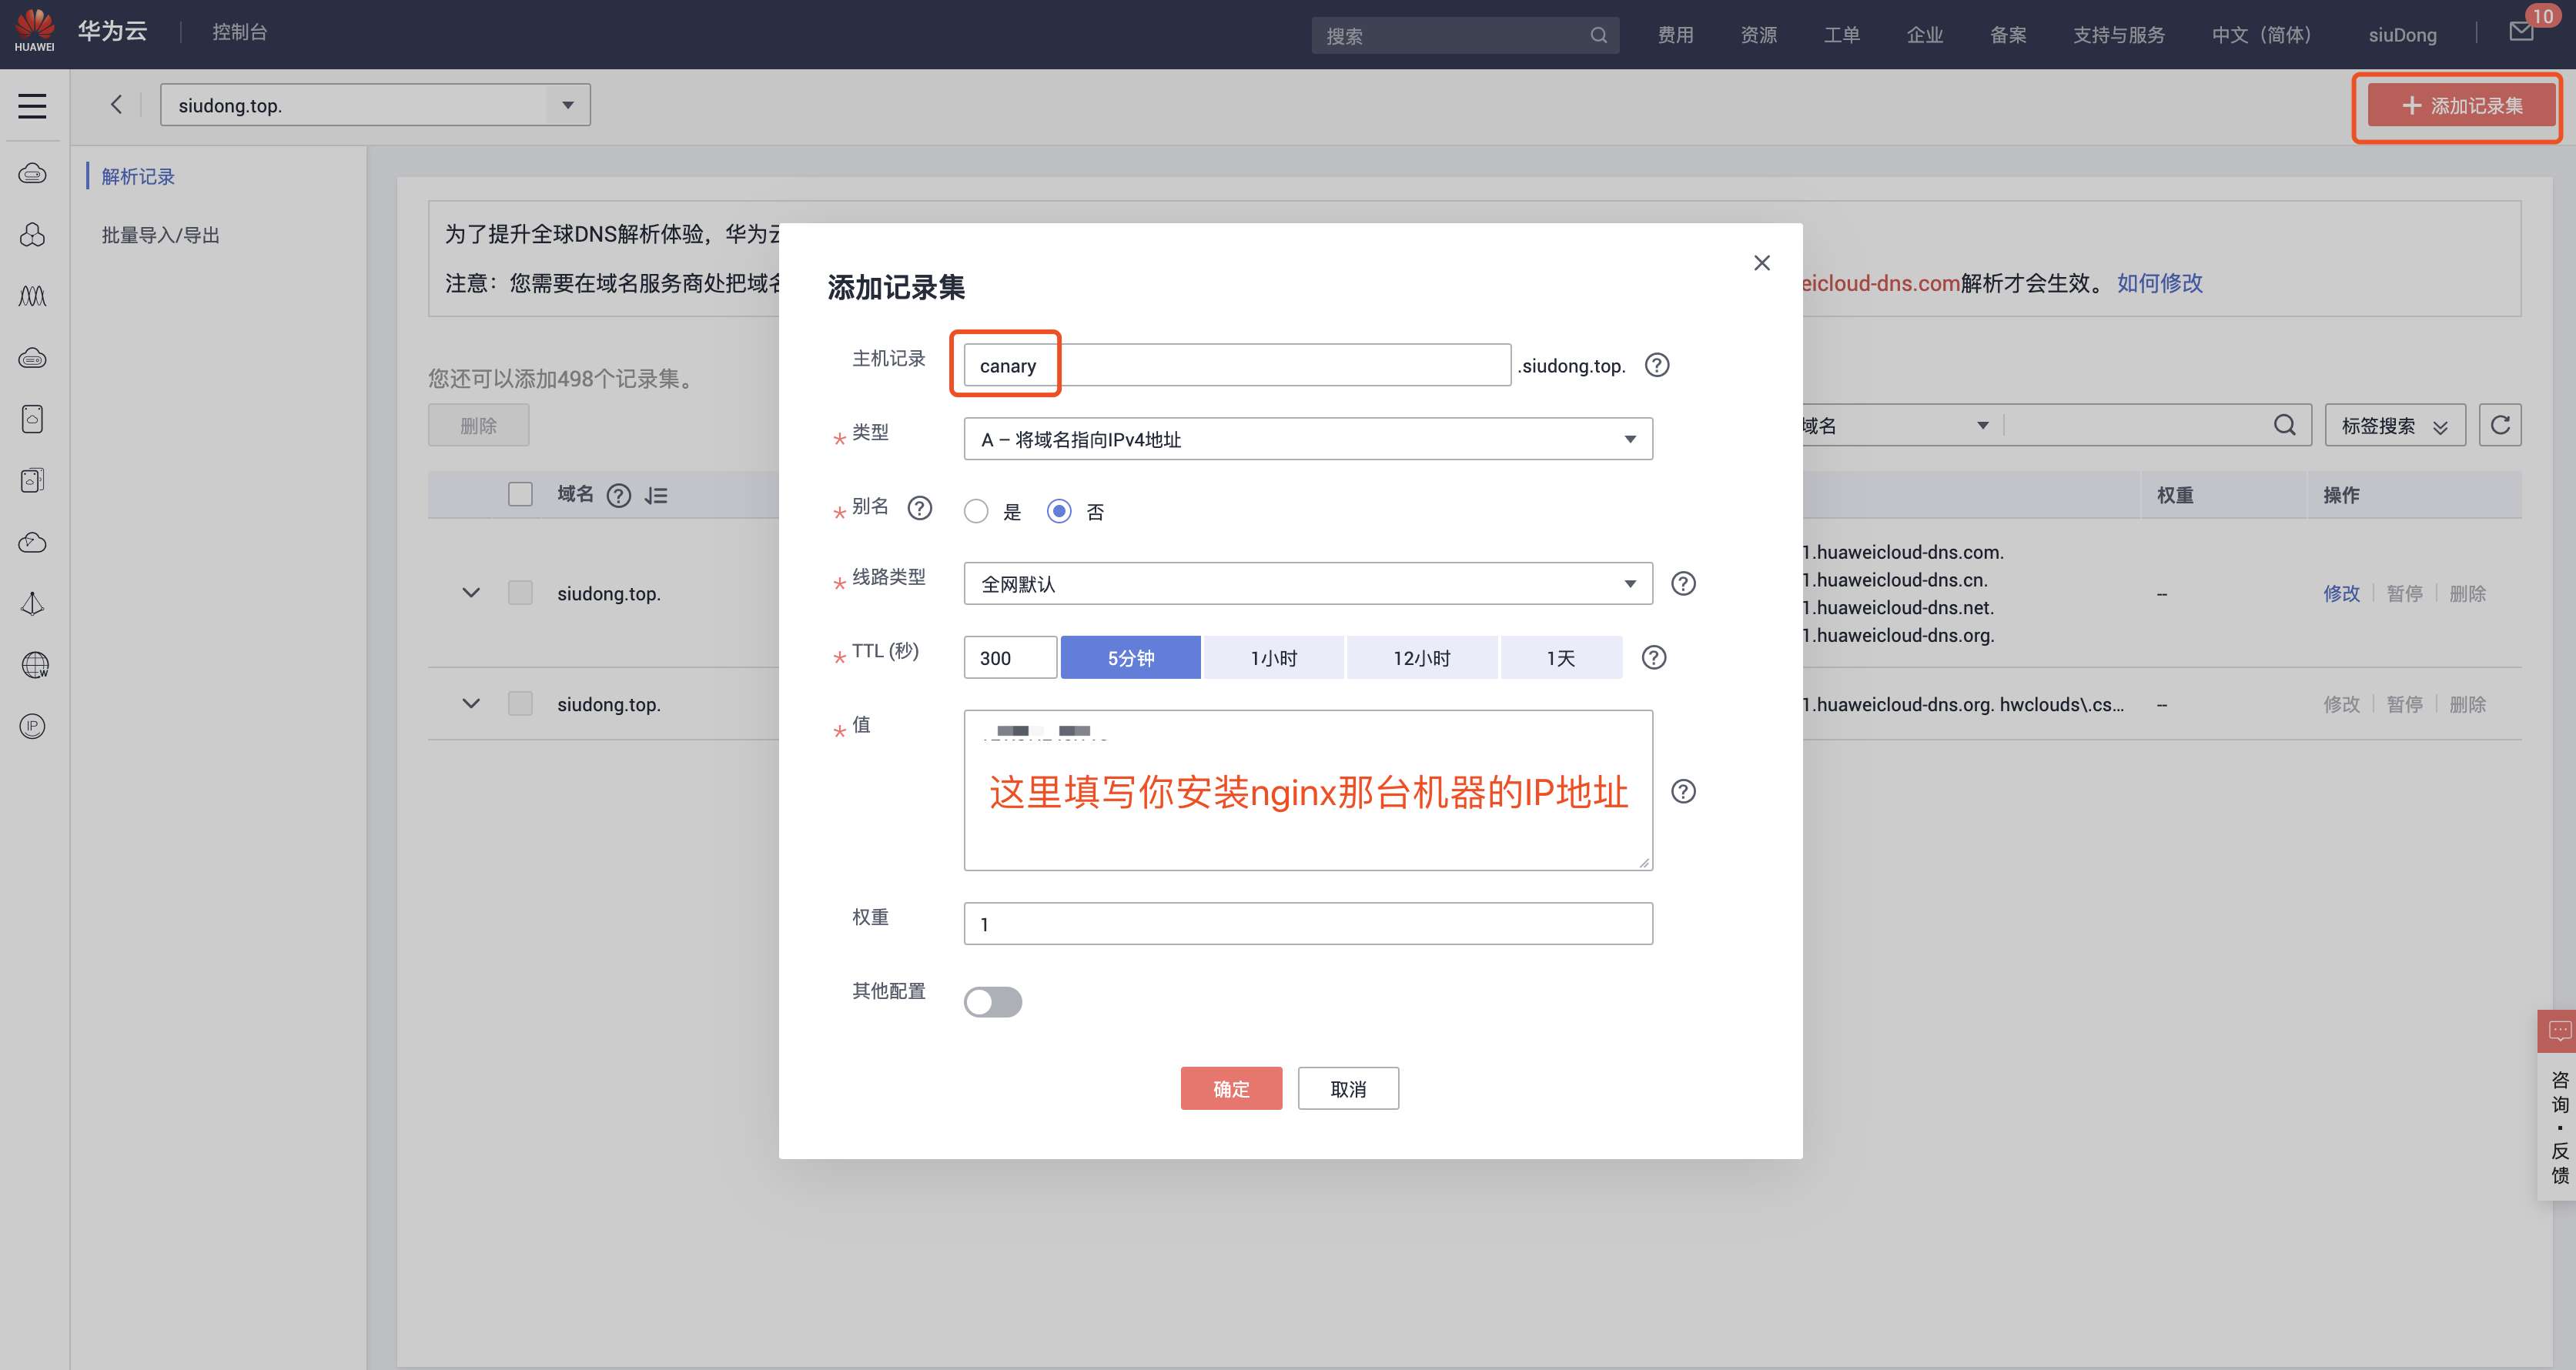 HUAWEI
华为云
控制台
搜索
费用
资源
工单
企业
备案
支持与服务
中文（简体）
siuDong
10
siudong.top.
添加记录集
解析记录
批量导入/导出
为了提升全球DNS解析体验，华为云
注意：您需要在域名服务商处把域名
eicloud-dns.com解析才会生效。 如何修改
您还可以添加498个记录集。
删除
域名
标签搜索
域名
权重
操作
siudong.top.
1.huaweicloud-dns.com.
1.huaweicloud-dns.cn.
1.huaweicloud-dns.net.
1.huaweicloud-dns.org.
--
修改
暂停
删除
siudong.top.
1.huaweicloud-dns.org. hwclouds\.cs...
--
修改
暂停
删除
添加记录集
主机记录
canary
.siudong.top.
* 类型
A – 将域名指向IPv4地址
* 别名
是
否
* 线路类型
全网默认
* TTL (秒)
300
5分钟
1小时
12小时
1天
* 值
这里填写你安装nginx那台机器的IP地址
权重
1
其他配置
确定
取消
咨询·反馈
IP
W